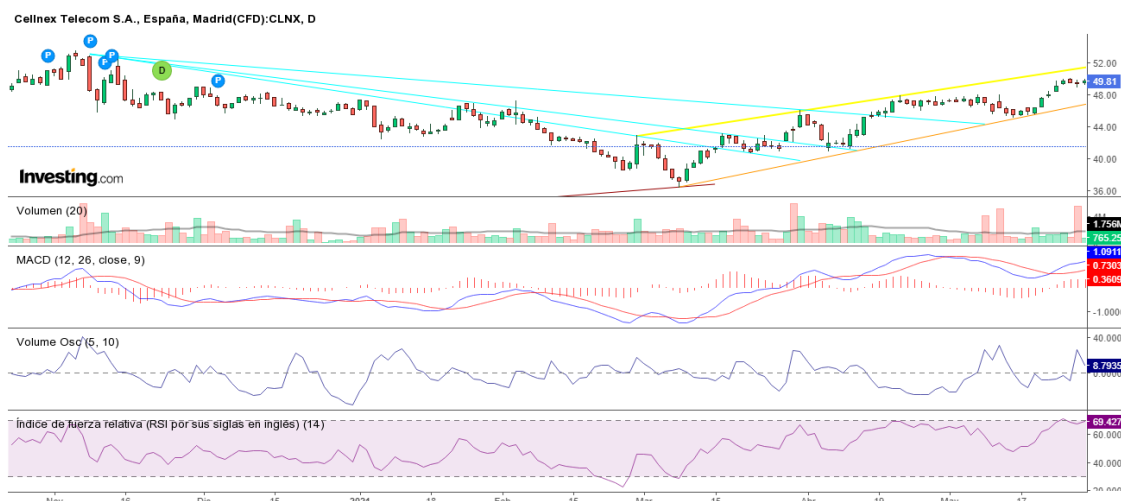 Cellnex Telecom S.A., España, Madrid(CFD):CLNX, D
P
P
P
P
D
P
52.00
49.81
48.00
44.00
40.00
36.00
Investing.com
Volumen (20)
1.756M
765.25
MACD (12, 26, close, 9)
1.0911
0.7303
0.3609
-1.0000
Volume Osc (5, 10)
40.000
8.7935
0.0000
Índice de fuerza relativa (RSI por sus siglas en inglés) (14)
69.427
60.000
40.000
20.000
Nov 16 Dic 15 2021 18 Feb 15 Mar 15 Abr 19 May 17